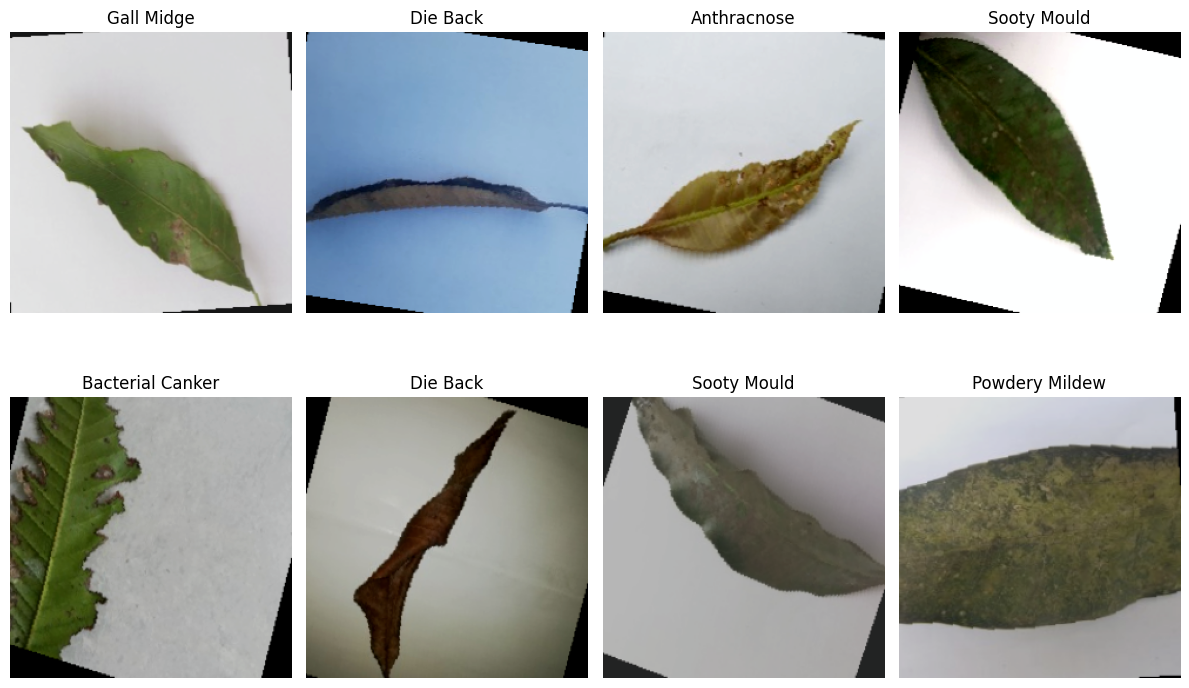 Gall Midge
Die Back
Anthracnose
Sooty Mould
Bacterial Canker
Die Back
Sooty Mould
Powdery Mildew